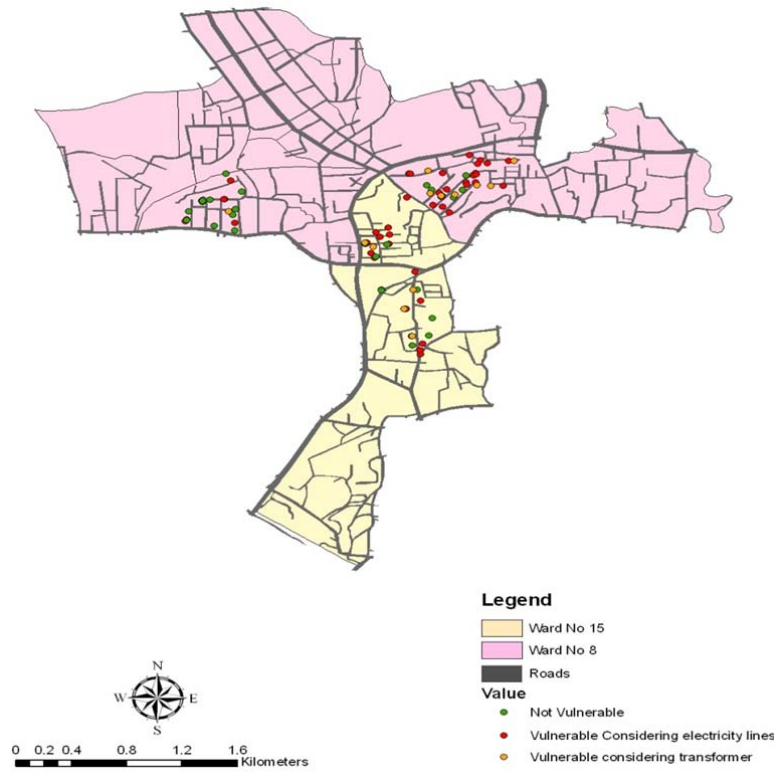 Legend
Ward No 15
Ward No 8
Roads
Value
Not Vulnerable
Vulnerable Considering electricity lines
Vulnerable considering transformer
N
W E
S
0 0.2 0.4 0.8 1.2 1.6
Kilometers